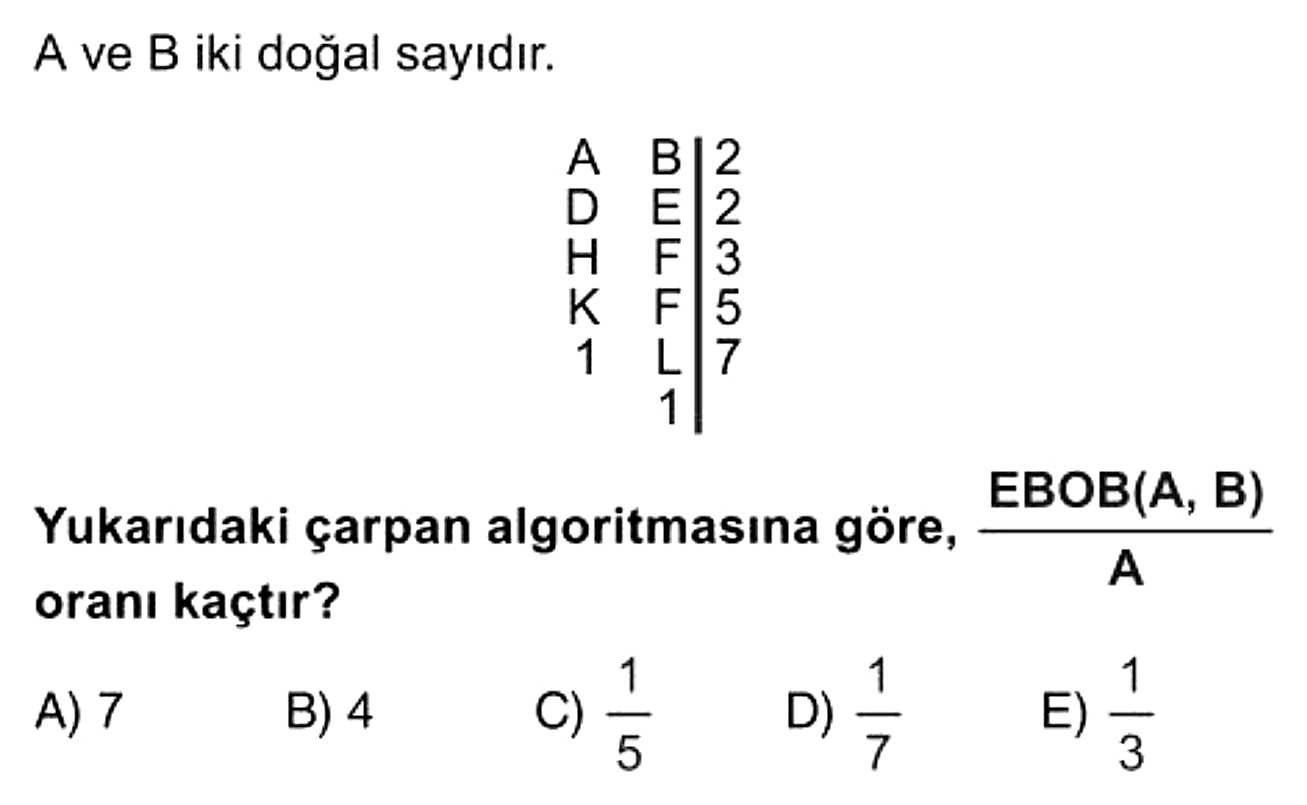 A ve B iki doğal sayıdır.
A B 2
D E 2
H F 3
K F 5
1 L 7
1
Yukarıdaki çarpan algoritmasına göre, EBOB(A, B) / A
oranı kaçtır?
A) 7 B) 4 C) 1/5 D) 1/7 E) 1/3